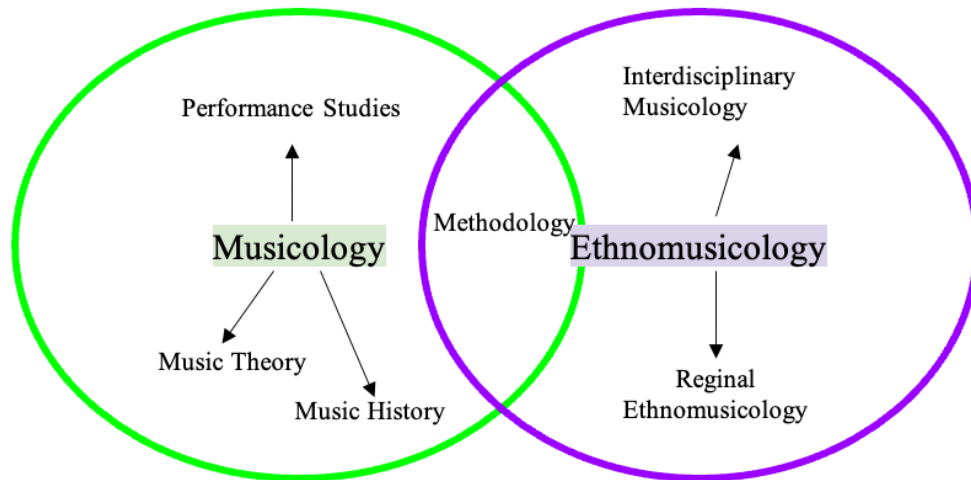 Performance Studies
Musicology
Music Theory
Music History
Methodology
Interdisciplinary
Musicology
Ethnomusicology
Reginal
Ethnomusicology